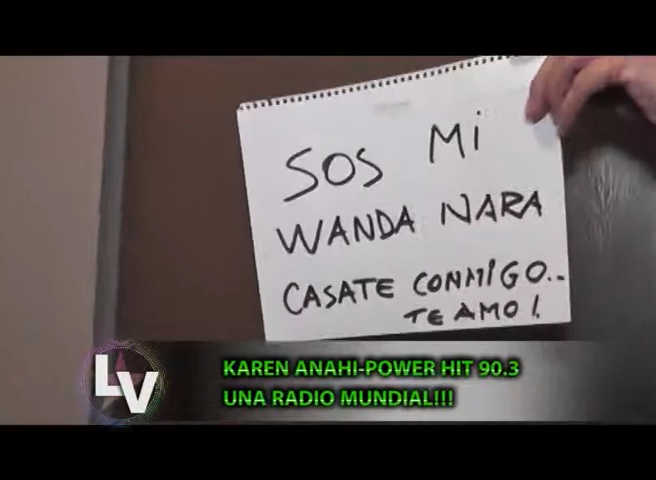 SOS MI
WANDA NARA
CASATE CONMIGO..
TE AMO!
LV
KAREN ANAHI-POWER HIT 90.3
UNA RADIO MUNDIAL!!!